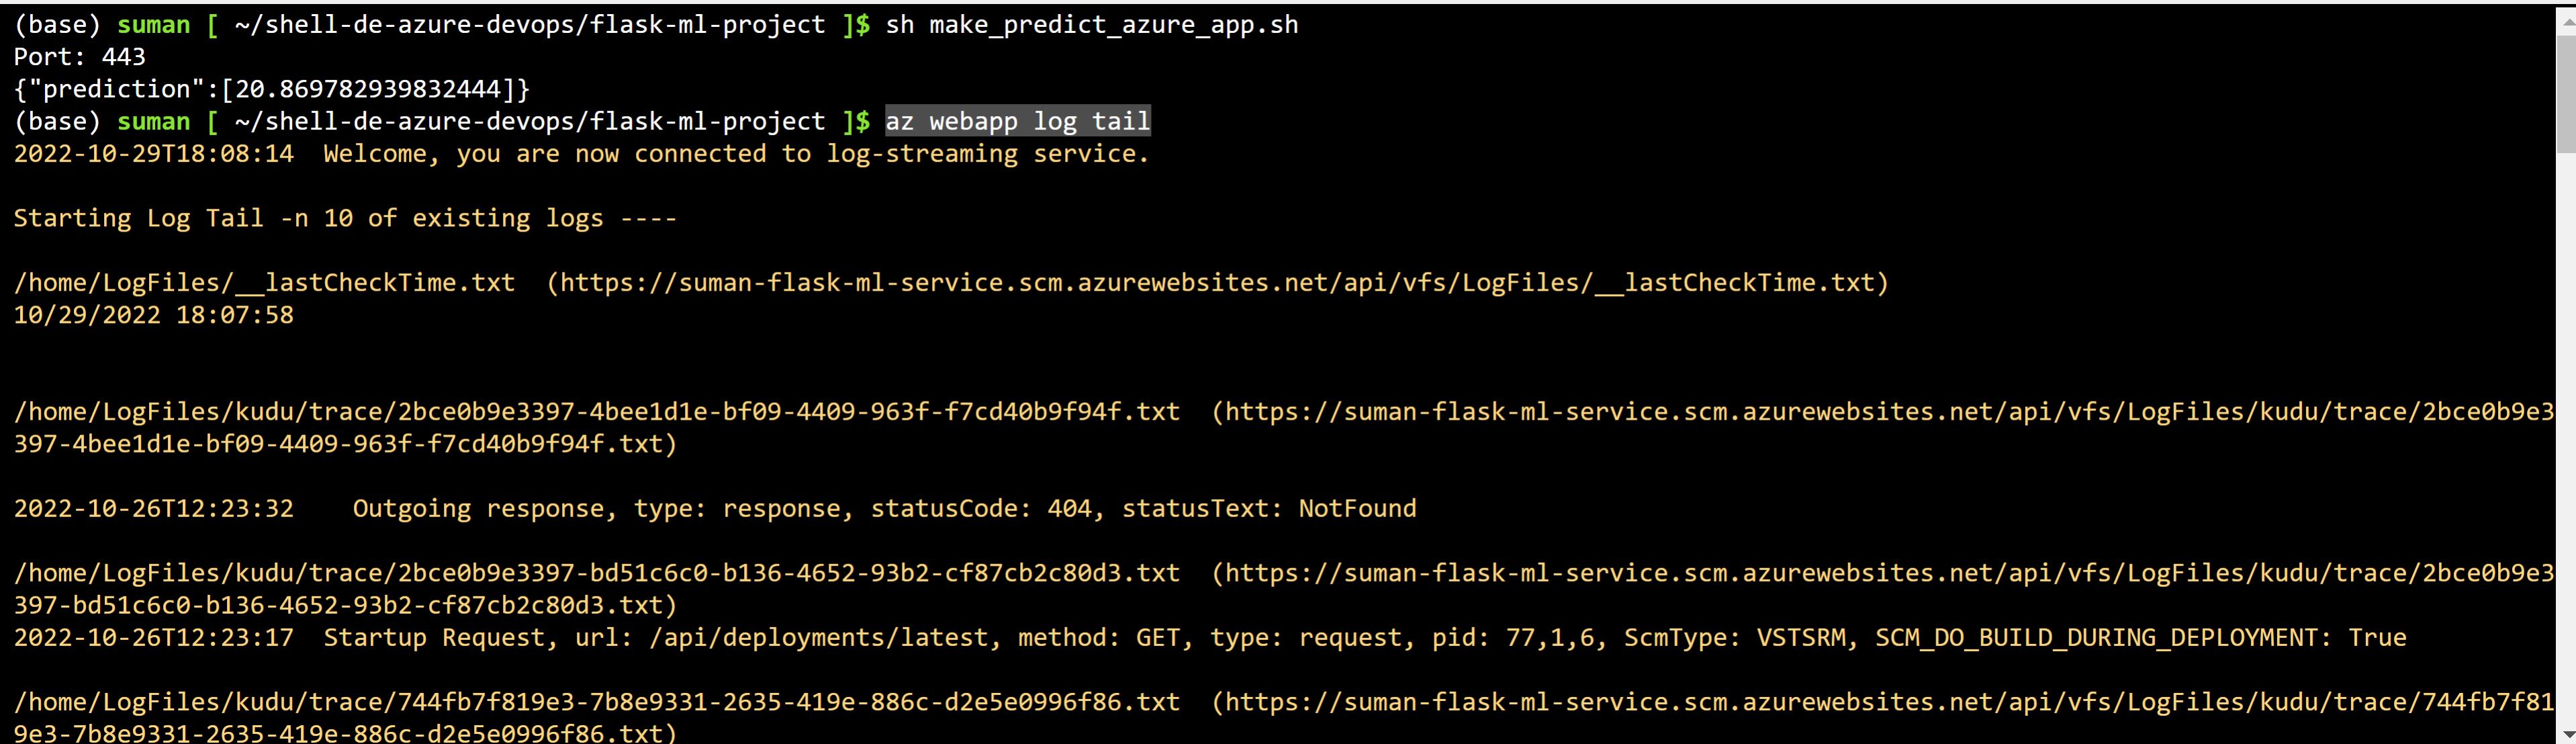 (base) suman [ ~/shell-de-azure-devops/flask-ml-project ]$ sh make_predict_azure_app.sh
Port: 443
{"prediction":[20.869782939832444]}
(base) suman [ ~/shell-de-azure-devops/flask-ml-project ]$ az webapp log tail
2022-10-29T18:08:14  Welcome, you are now connected to log-streaming service.
Starting Log Tail -n 10 of existing logs ----
/home/LogFiles/__lastCheckTime.txt  (https://suman-flask-ml-service.scm.azurewebsites.net/api/vfs/LogFiles/__lastCheckTime.txt)
10/29/2022 18:07:58
/home/LogFiles/kudu/trace/2bce0b9e3397-4bee1d1e-bf09-4409-963f-f7cd40b9f94f.txt  (https://suman-flask-ml-service.scm.azurewebsites.net/api/vfs/LogFiles/kudu/trace/2bce0b9e3
397-4bee1d1e-bf09-4409-963f-f7cd40b9f94f.txt)
2022-10-26T12:23:32    Outgoing response, type: response, statusCode: 404, statusText: NotFound
/home/LogFiles/kudu/trace/2bce0b9e3397-bd51c6c0-b136-4652-93b2-cf87cb2c80d3.txt  (https://suman-flask-ml-service.scm.azurewebsites.net/api/vfs/LogFiles/kudu/trace/2bce0b9e3
397-bd51c6c0-b136-4652-93b2-cf87cb2c80d3.txt)
2022-10-26T12:23:17  Startup Request, url: /api/deployments/latest, method: GET, type: request, pid: 77,1,6, ScmType: VSTSRM, SCM_DO_BUILD_DURING_DEPLOYMENT: True
/home/LogFiles/kudu/trace/744fb7f819e3-7b8e9331-2635-419e-886c-d2e5e0996f86.txt  (https://suman-flask-ml-service.scm.azurewebsites.net/api/vfs/LogFiles/kudu/trace/744fb7f81
9e3-7b8e9331-2635-419e-886c-d2e5e0996f86.txt)